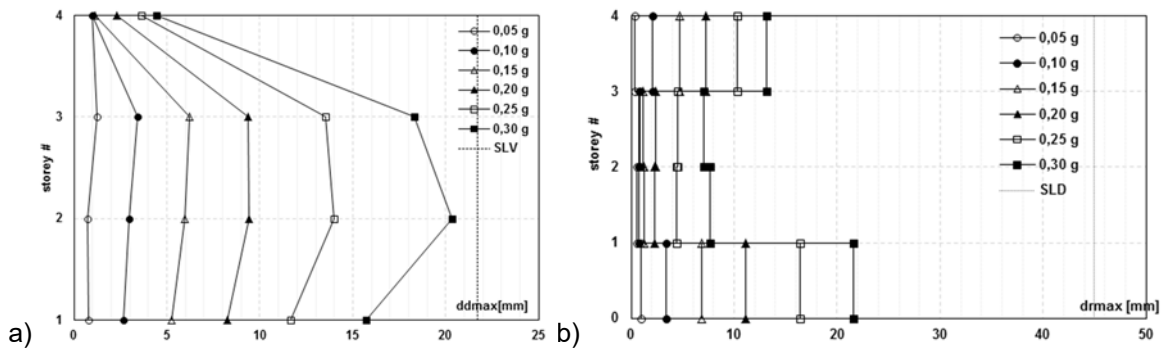 a)
storey #
4
3
2
1
0 5 10 15 20 25
ddmax[mm]
0,05 g
0,10 g
0,15 g
0,20 g
0,25 g
0,30 g
SLV
b)
storey #
4
3
2
1
0
0 10 20 30 40 50
drmax [mm]
0,05 g
0,10 g
0,15 g
0,20 g
0,25 g
0,30 g
SLD